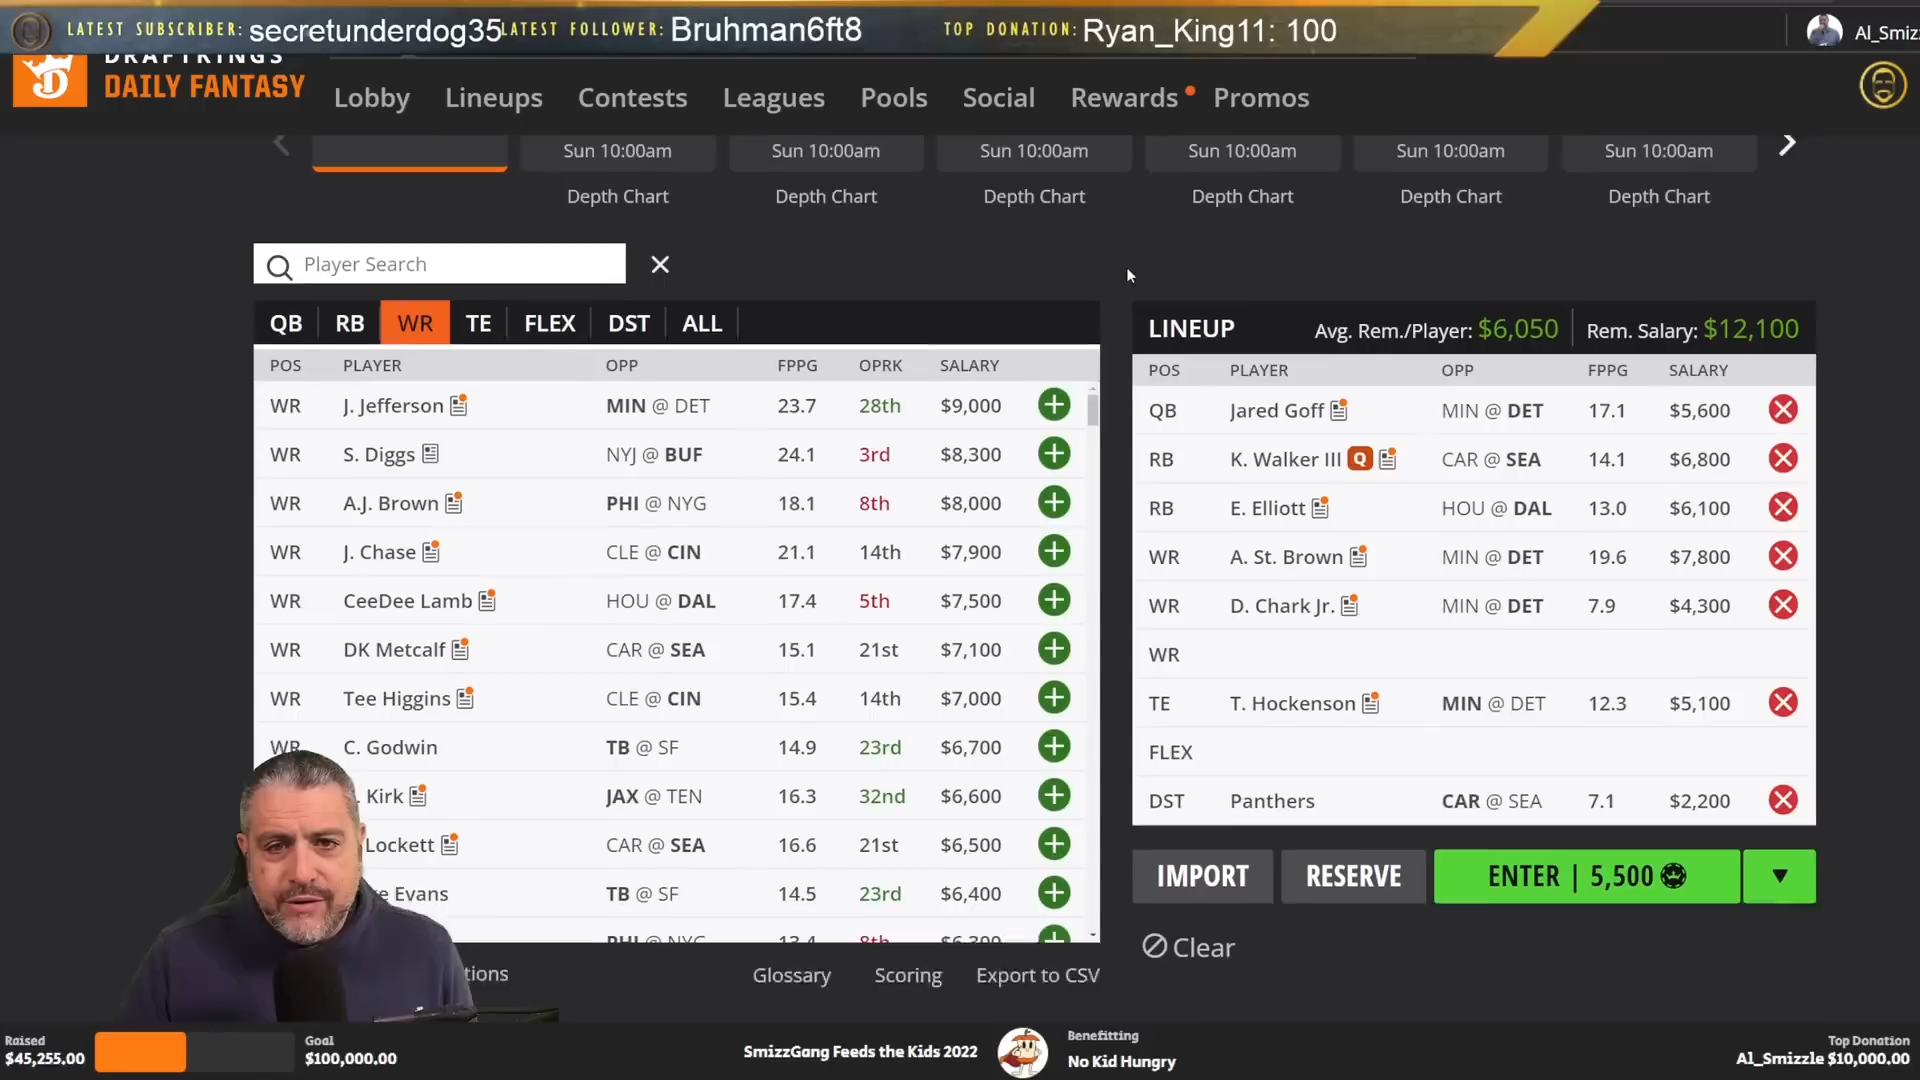 LATEST SUBSCRIBER: secretunderdog35 LATEST FOLLOWER: Bruhman6ft8 TOP DONATION: Ryan_King11: 100
Al_Smiz
DRAFTKINGS
DAILY FANTASY
Lobby Lineups Contests Leagues Pools Social Rewards Promos
Sun 10:00am Sun 10:00am Sun 10:00am Sun 10:00am Sun 10:00am Sun 10:00am
Depth Chart Depth Chart Depth Chart Depth Chart Depth Chart Depth Chart
Player Search
QB RB WR TE FLEX DST ALL
POS PLAYER OPP FPPG OPRK SALARY
WR J. Jefferson MIN @ DET 23.7 28th $9,000
WR S. Diggs NYJ @ BUF 24.1 3rd $8,300
WR A.J. Brown PHI @ NYG 18.1 8th $8,000
WR J. Chase CLE @ CIN 21.1 14th $7,900
WR CeeDee Lamb HOU @ DAL 17.4 5th $7,500
WR DK Metcalf CAR @ SEA 15.1 21st $7,100
WR Tee Higgins CLE @ CIN 15.4 14th $7,000
WR C. Godwin TB @ SF 14.9 23rd $6,700
Kirk JAX @ TEN 16.3 32nd $6,600
Lockett CAR @ SEA 16.6 21st $6,500
e Evans TB @ SF 14.5 23rd $6,400
PHI @ NYG 13.4 8th $6,300
tions Glossary Scoring Export to CSV
LINEUP Avg. Rem./Player: $6,050 Rem. Salary: $12,100
POS PLAYER OPP FPPG SALARY
QB Jared Goff MIN @ DET 17.1 $5,600
RB K. Walker III Q CAR @ SEA 14.1 $6,800
RB E. Elliott HOU @ DAL 13.0 $6,100
WR A. St. Brown MIN @ DET 19.6 $7,800
WR D. Chark Jr. MIN @ DET 7.9 $4,300
WR
TE T. Hockenson MIN @ DET 12.3 $5,100
FLEX
DST Panthers CAR @ SEA 7.1 $2,200
IMPORT RESERVE ENTER | 5,500
Clear
Raised
$45,255.00
Goal
$100,000.00
SmizzGang Feeds the Kids 2022
Benefitting
No Kid Hungry
Top Donation
Al_Smizzle $10,000.00